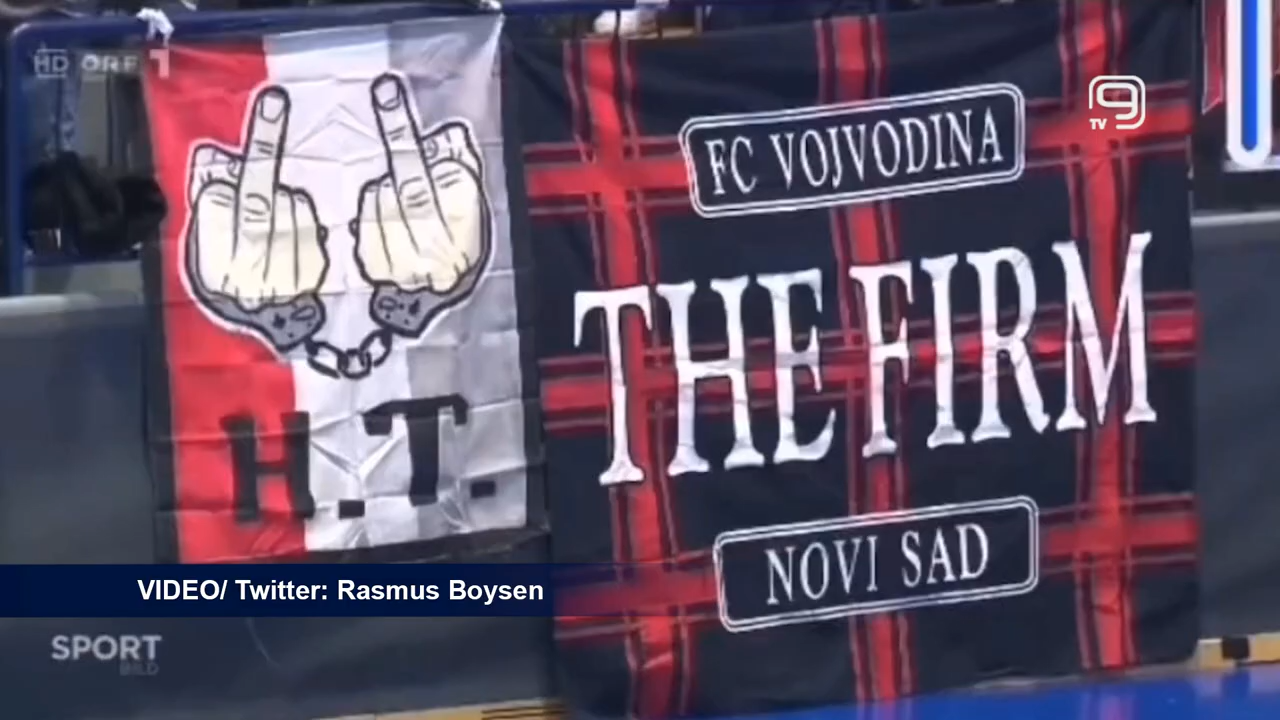 HD ORF 1
9
TV
FC VOJVODINA
THE FIRM
H.T.
NOVI SAD
VIDEO/ Twitter: Rasmus Boysen
SPORT
BILD